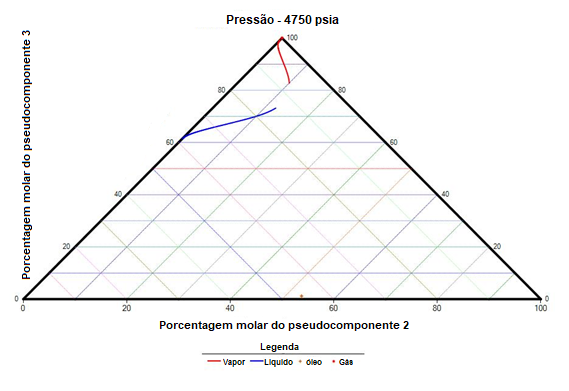 Pressão - 4750 psia
Porcentagem molar do pseudocomponente 3
100
80 80
60 60
40 40
20 20
0 0
0 20 40 60 80 100
Porcentagem molar do pseudocomponente 2
Legenda
Vapor Líquido óleo Gás